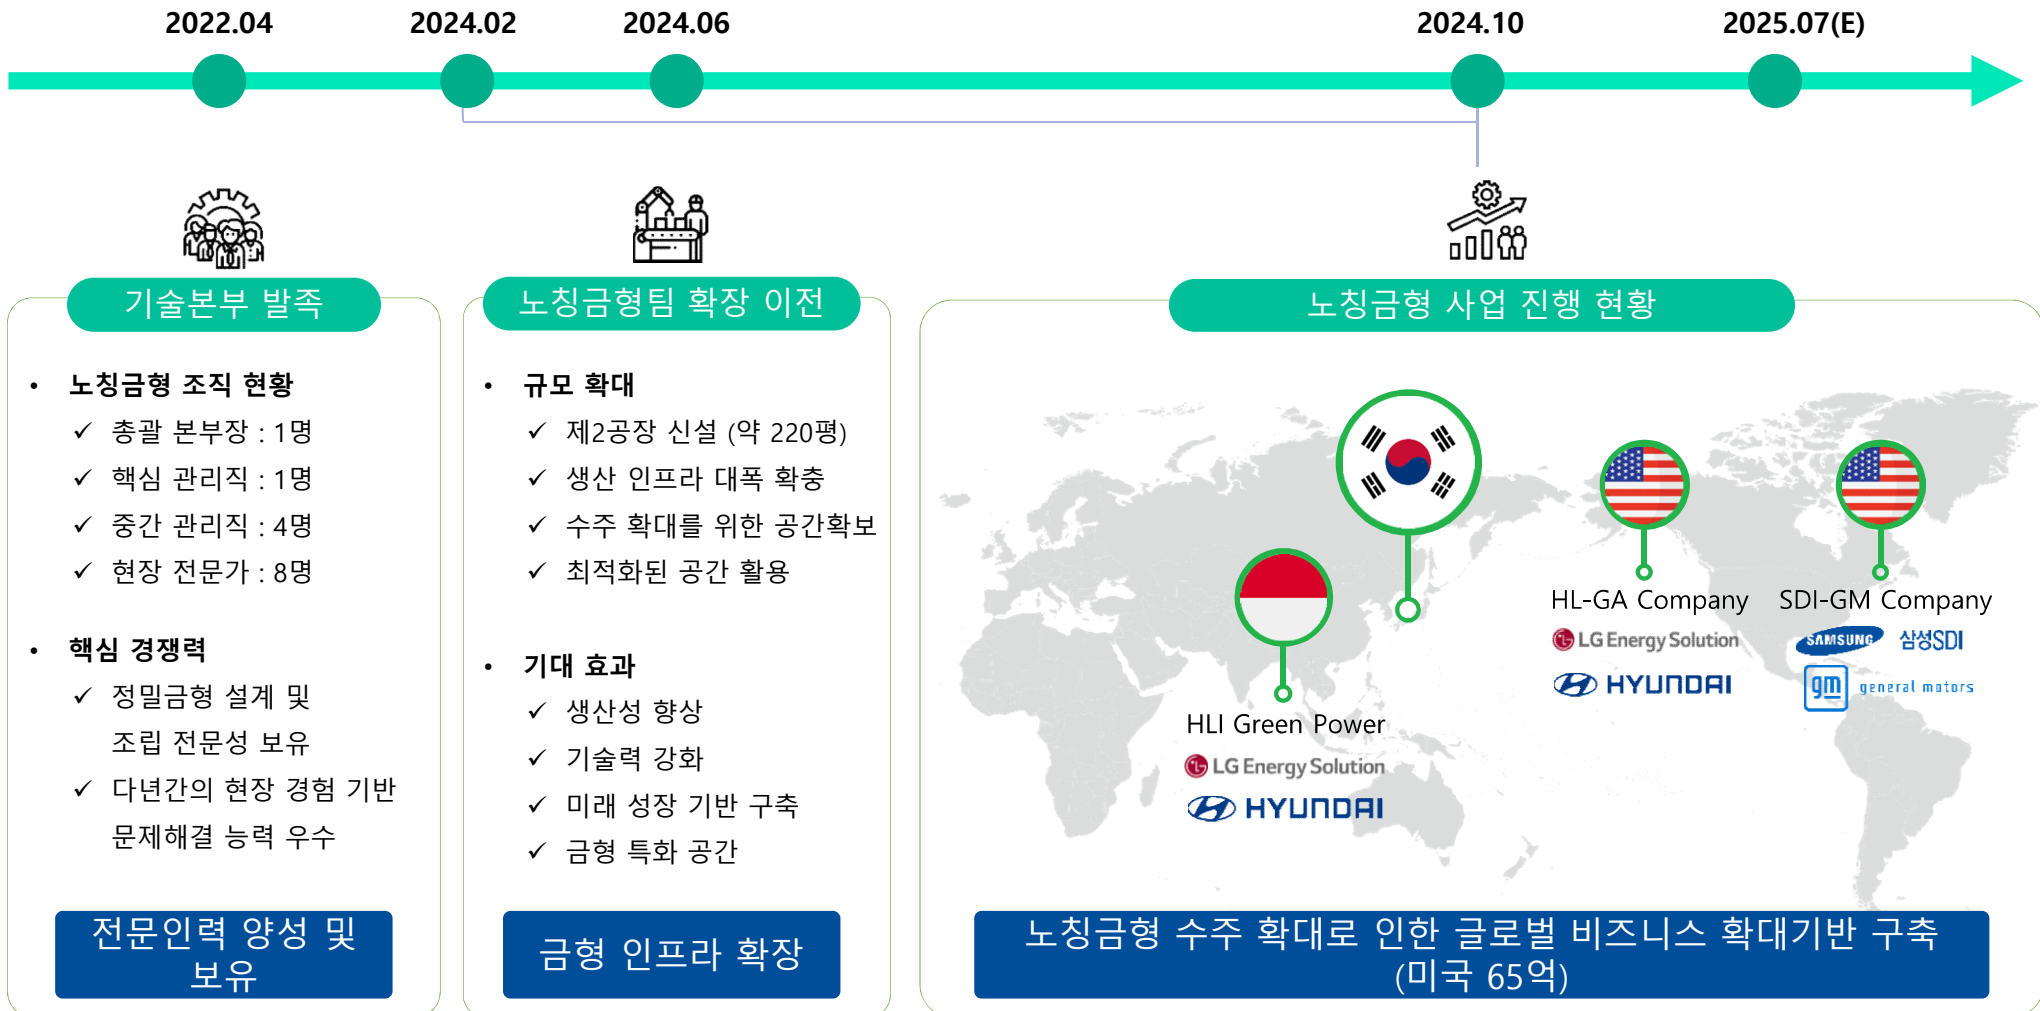 2022.04
2024.02
2024.06
2024.10
2025.07(E)
기술본부 발족
• 노칭금형 조직 현황
✓ 총괄 본부장 : 1명
✓ 핵심 관리직 : 1명
✓ 중간 관리직 : 4명
✓ 현장 전문가 : 8명
• 핵심 경쟁력
✓ 정밀금형 설계 및
조립 전문성 보유
✓ 다년간의 현장 경험 기반
문제해결 능력 우수
전문인력 양성 및
보유
노칭금형팀 확장 이전
• 규모 확대
✓ 제2공장 신설 (약 220평)
✓ 생산 인프라 대폭 확충
✓ 수주 확대를 위한 공간확보
✓ 최적화된 공간 활용
• 기대 효과
✓ 생산성 향상
✓ 기술력 강화
✓ 미래 성장 기반 구축
✓ 금형 특화 공간
금형 인프라 확장
노칭금형 사업 진행 현황
HLI Green Power
LG Energy Solution
HYUNDAI
HL-GA Company
LG Energy Solution
HYUNDAI
SDI-GM Company
SAMSUNG 삼성SDI
gm general motors
노칭금형 수주 확대로 인한 글로벌 비즈니스 확대기반 구축
(미국 65억)